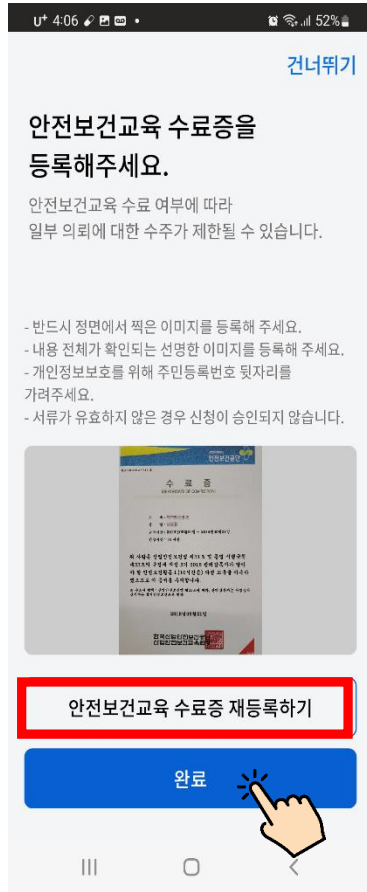 U+ 4:06 52%
건너뛰기
안전보건교육 수료증을
등록해주세요.
안전보건교육 수료 여부에 따라
일부 의뢰에 대한 수주가 제한될 수 있습니다.
- 반드시 정면에서 찍은 이미지를 등록해 주세요.
- 내용 전체가 확인되는 선명한 이미지를 등록해 주세요.
- 개인정보보호를 위해 주민등록번호 뒷자리를
가려주세요.
- 서류가 유효하지 않은 경우 신청이 승인되지 않습니다.
안전보건공단
수 료 증
안전보건교육 수료증 재등록하기
완료